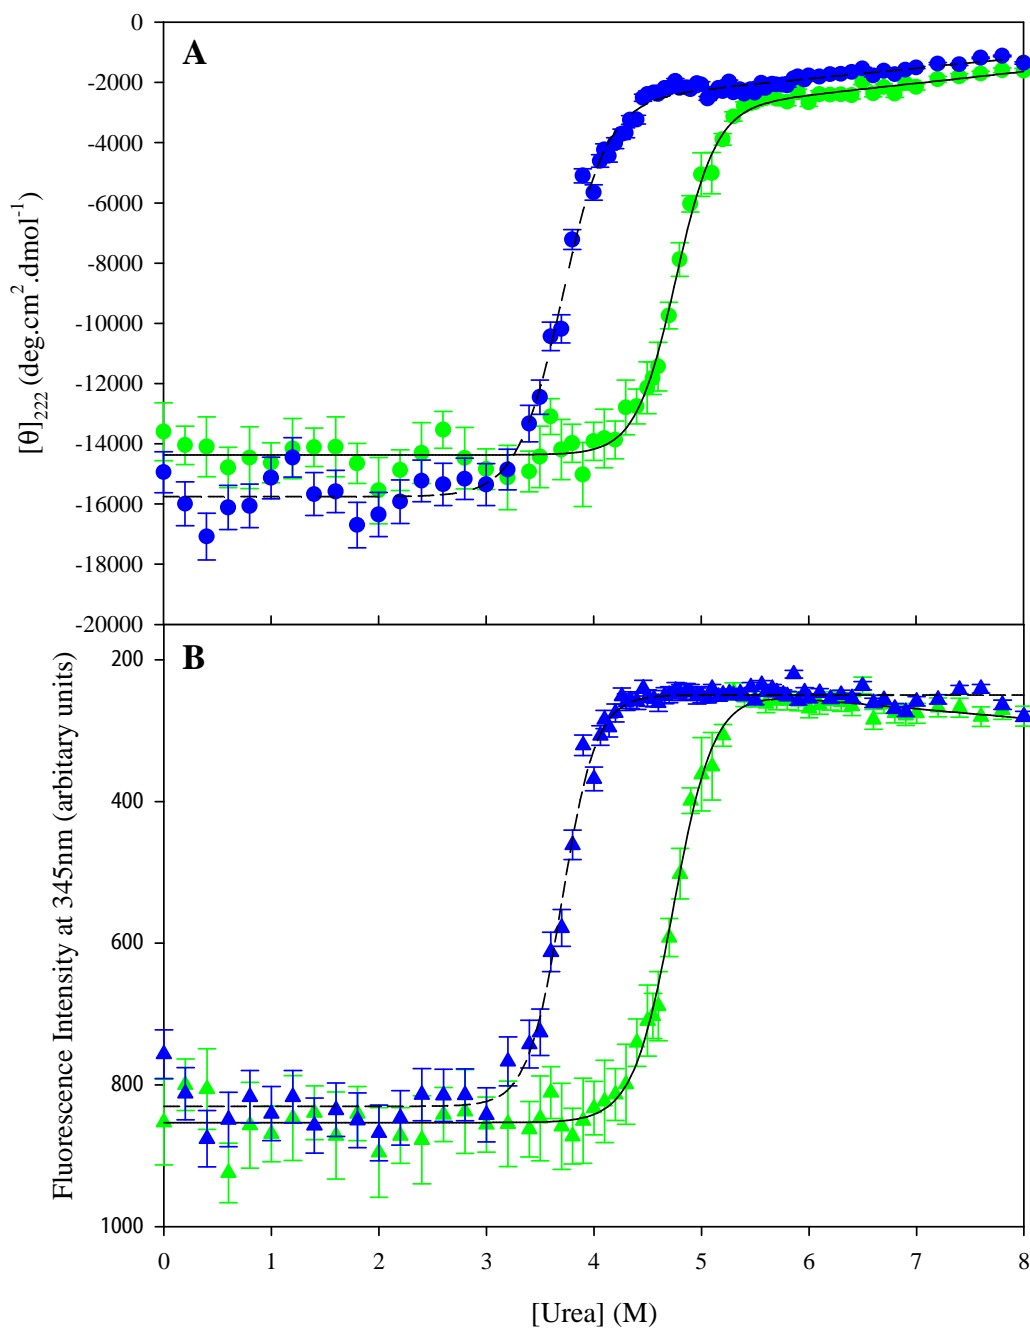 A
0
-2000
-4000
-6000
-8000
-10000
-12000
-14000
-16000
-18000
-20000
[θ]222 (deg.cm2.dmol-1)
B
200
400
600
800
1000
Fluorescence Intensity at 345nm (arbitary units)
0 1 2 3 4 5 6 7 8
[Urea] (M)